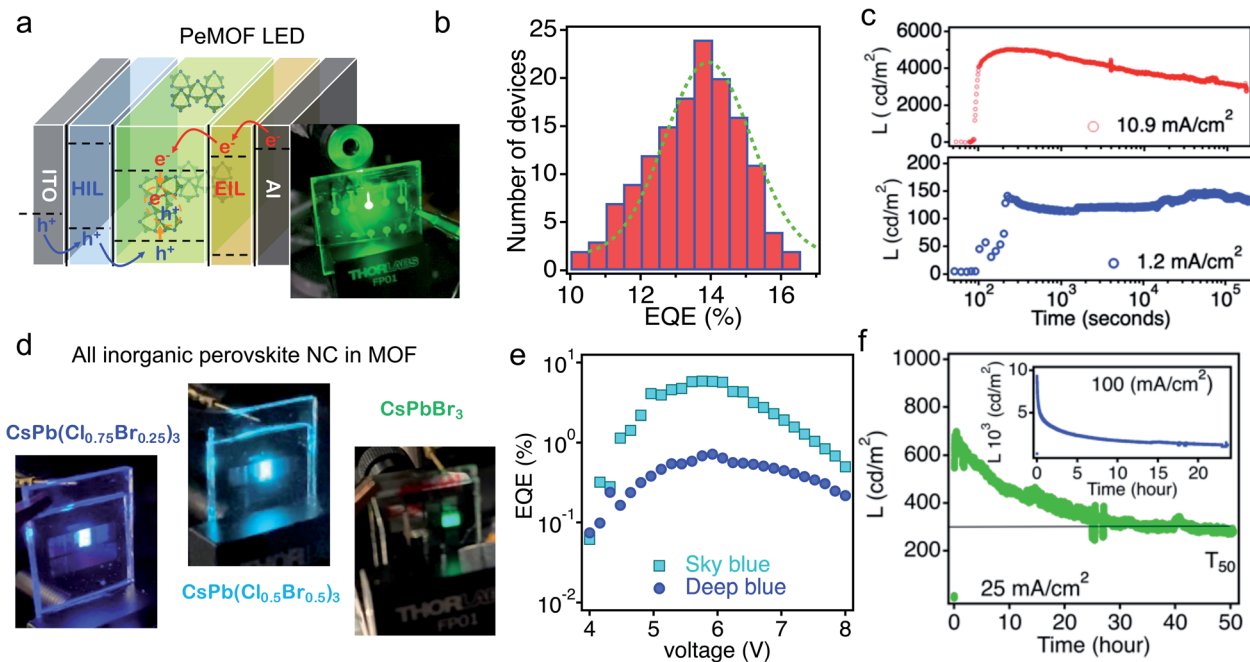 a
PeMOF LED
ITO
HIL
EIL
Al
e-
e-
e-
e-
h+
h+
h+
h+
THORLABS
FP01
b
Number of devices
25
20
15
10
5
0
10
12
14
16
EQE (%)
c
L ( cd/m²)
6000
4000
2000
0
10.9 mA/cm²
L (cd/m²)
200
150
100
50
0
1.2 mA/cm²
10²
10³
10⁴
10⁵
Time (seconds)
d
All inorganic perovskite NC in MOF
CsPb(Cl0.75Br0.25)3
CsPb(Cl0.5Br0.5)3
CsPbBr3
e
EQE (%)
10¹
10⁰
10⁻¹
10⁻²
Sky blue
Deep blue
4
5
6
7
8
voltage (V)
f
L (cd/m²)
1000
800
600
400
200
0
10
20
30
40
50
Time (hour)
25 mA/cm²
T50
L 10³ (cd/m²)
10
5
100 (mA/cm²)
0
5
10
15
20
Time (hour)